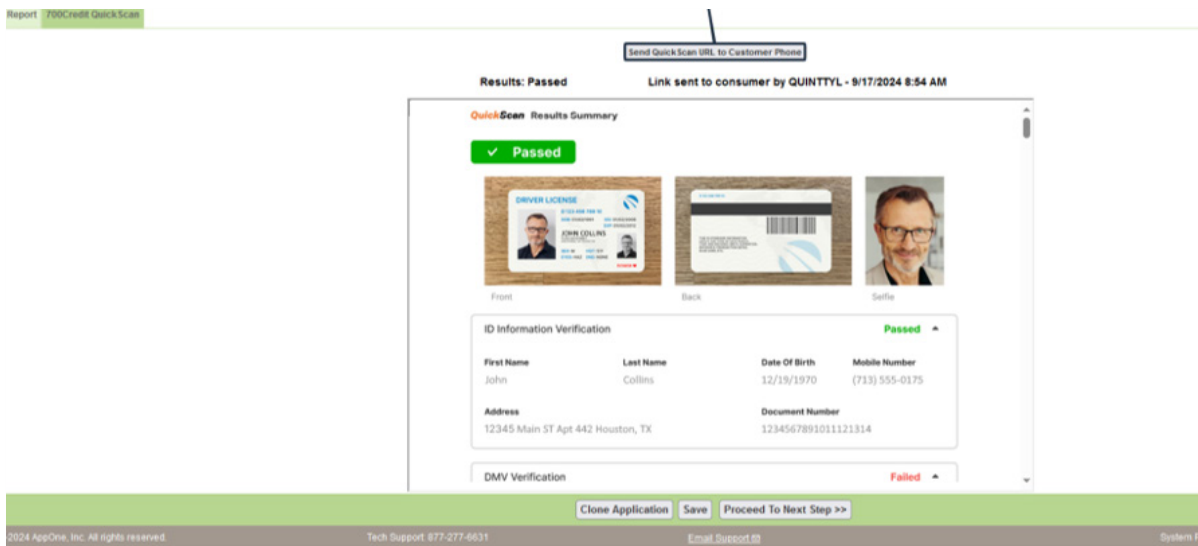 Report 700Credit QuickScan
Send QuickScan URL to Customer Phone
Results: Passed Link sent to consumer by QUINTTYL - 9/17/2024 8:54 AM
QuickScan Results Summary
✓ Passed
DRIVER LICENSE
JOHN COLLINS
Front Back Selfie
ID Information Verification Passed
First Name Last Name Date Of Birth Mobile Number
John Collins 12/19/1970 (713) 555-0175
Address Document Number
12345 Main ST Apt 442 Houston, TX 1234567891011121314
DMV Verification Failed
Clone Application Save Proceed To Next Step >>
2024 AppOne, Inc. All rights reserved. Tech Support 877-277-6631 Email Support System